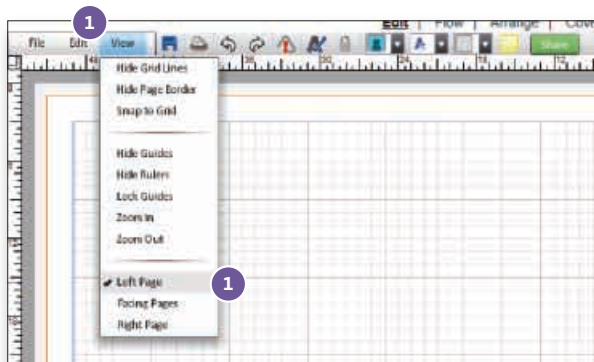 Edit | Flow | Arrange | Cove
1
File Edit View Share
Hide Grid Lines
Hide Page Border
Snap to Grid
Hide Guides
Hide Rulers
Lock Guides
Zoom In
Zoom Out
✔ Left Page 1
Facing Pages
Right Page